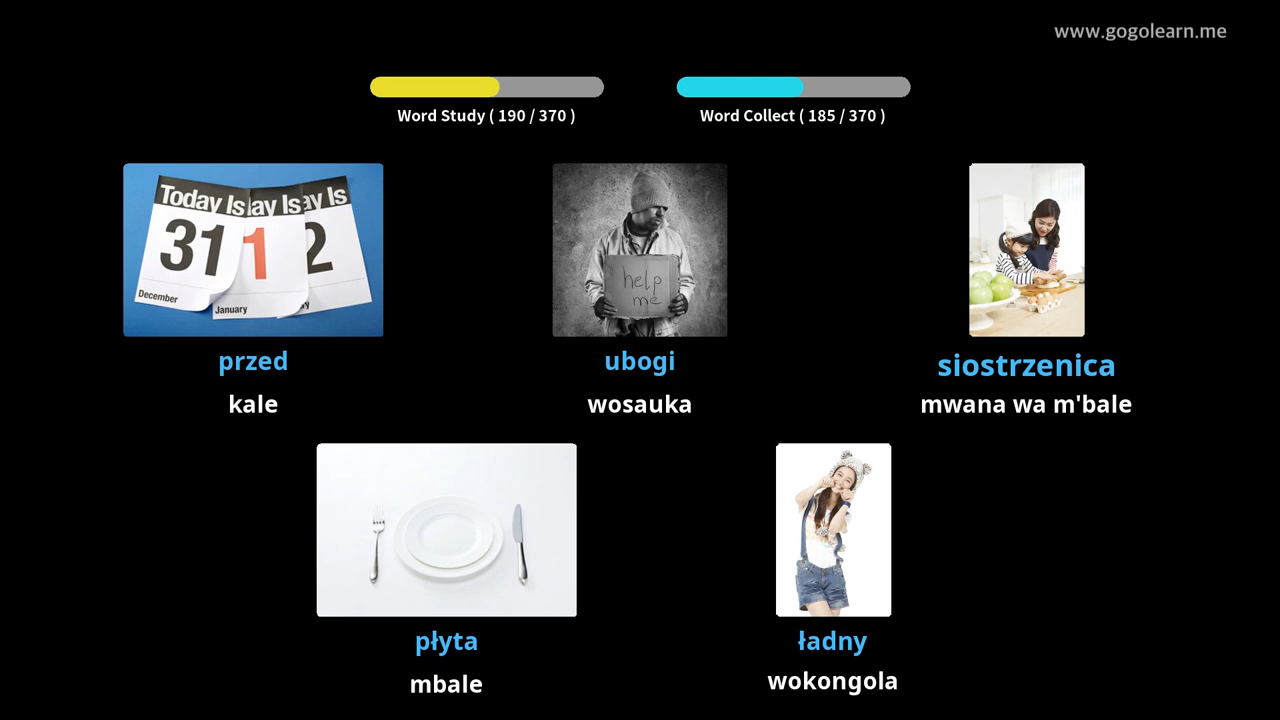 www.gogolearn.me
Word Study ( 190 / 370 )
Word Collect ( 185 / 370 )
Today Is
ay Is
ay Is
31
1
2
December
January
y
help
me
przed
ubogi
siostrzenica
kale
wosauka
mwana wa m'bale
płyta
ładny
mbale
wokongola